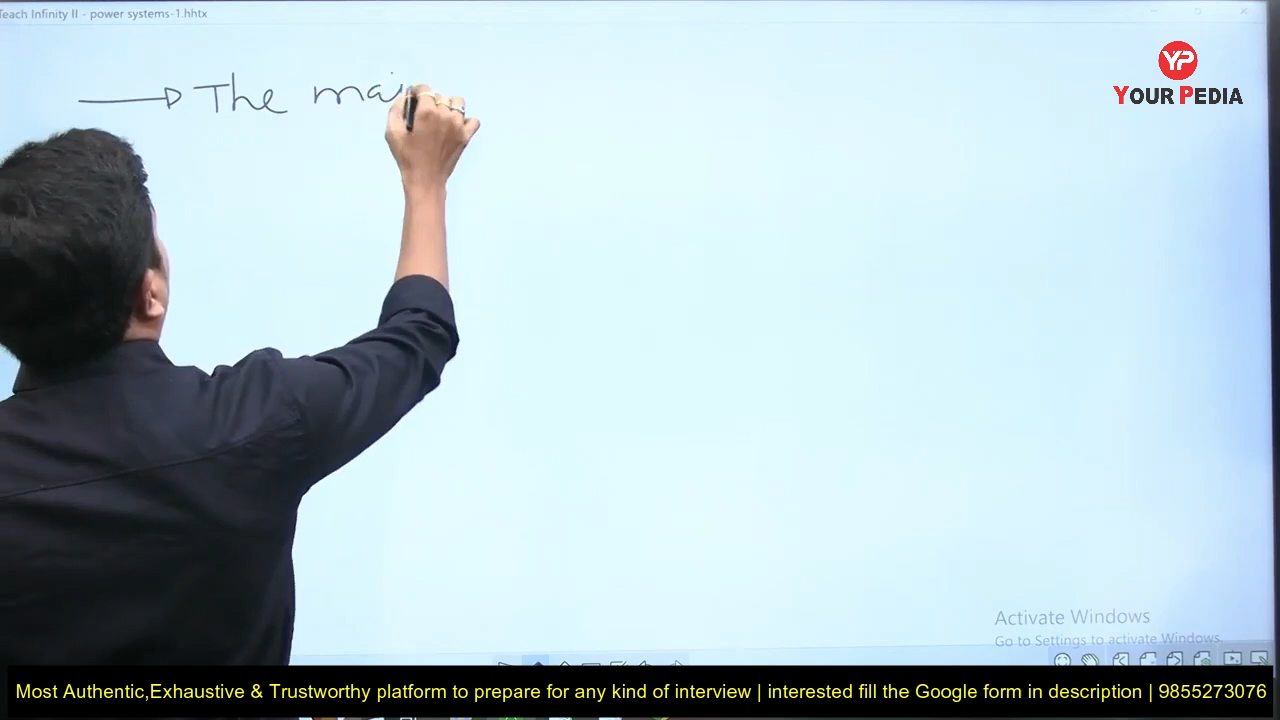 Teach Infinity II - power systems-1.hhtx
YP
YOUR PEDIA
The mai
Activate Windows
Go to Settings to activate Windows.
Most Authentic,Exhaustive & Trustworthy platform to prepare for any kind of interview | interested fill the Google form in description | 9855273076